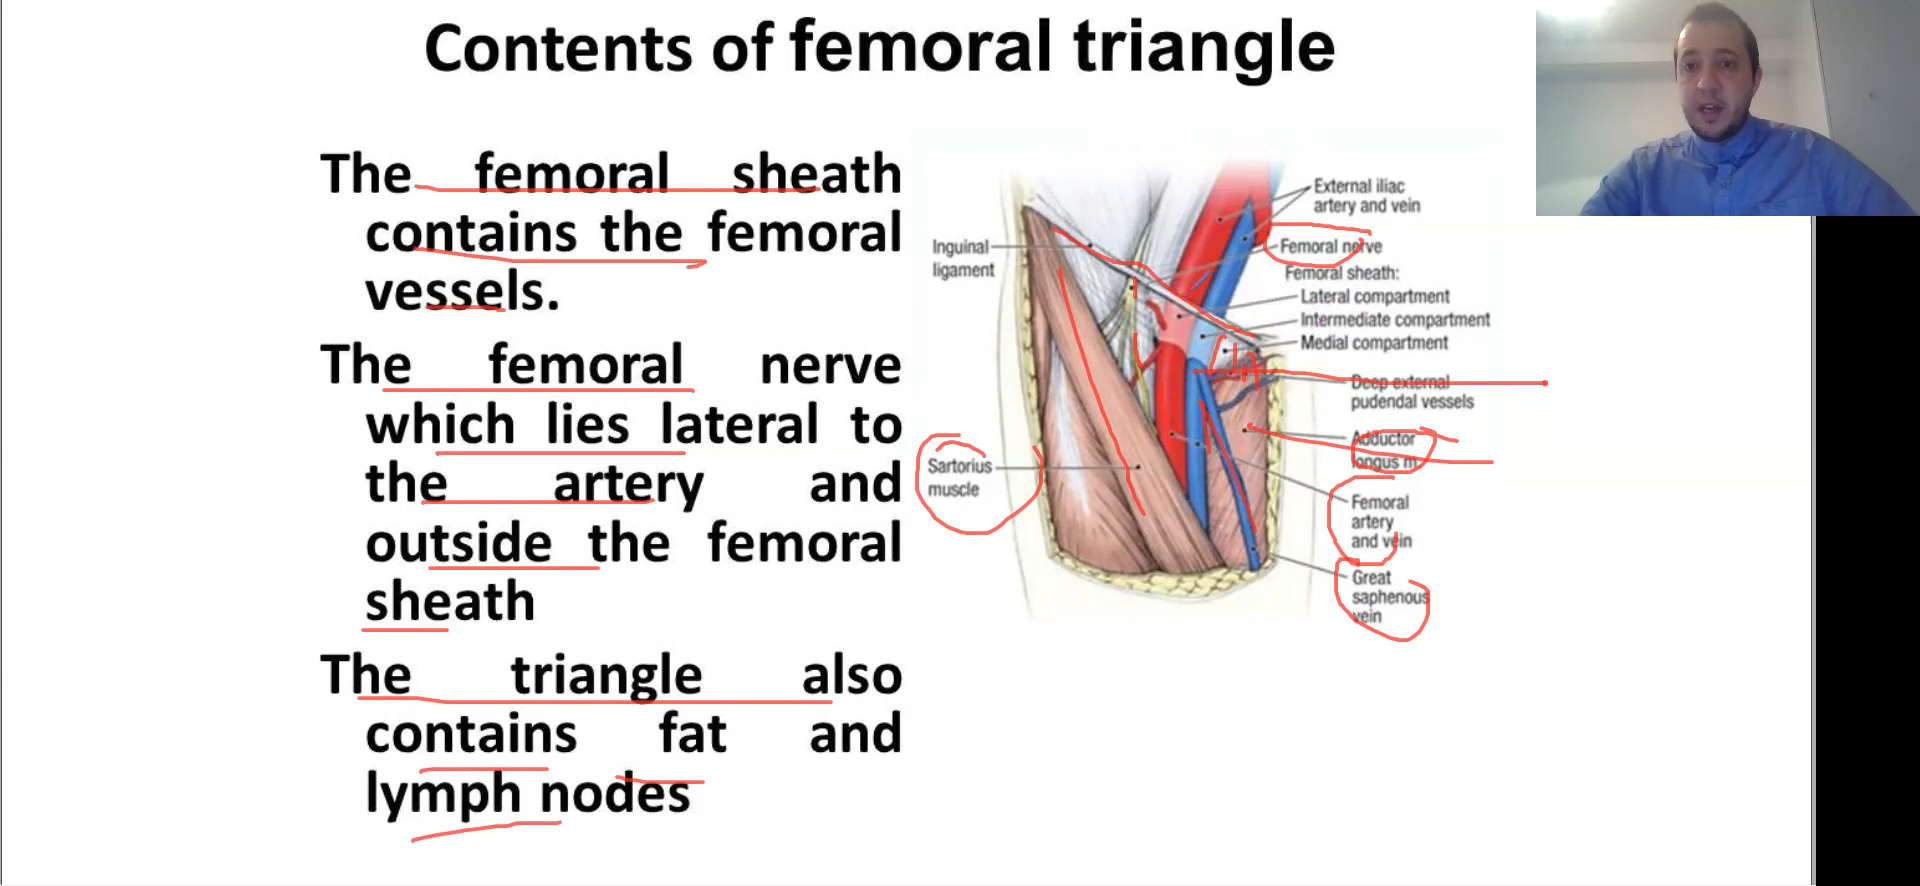 Contents of femoral triangle
The femoral sheath
contains the femoral
vessels.
The femoral nerve
which lies lateral to
the artery and
outside the femoral
sheath
The triangle also
contains fat and
lymph nodes
Inguinal
ligament
Sartorius
muscle
External iliac
artery and vein
Femoral nerve
Femoral sheath:
Lateral compartment
Intermediate compartment
Medial compartment
Deep external
pudendal vessels
Adductor
longus m.
Femoral
artery
and vein
Great
saphenous
vein